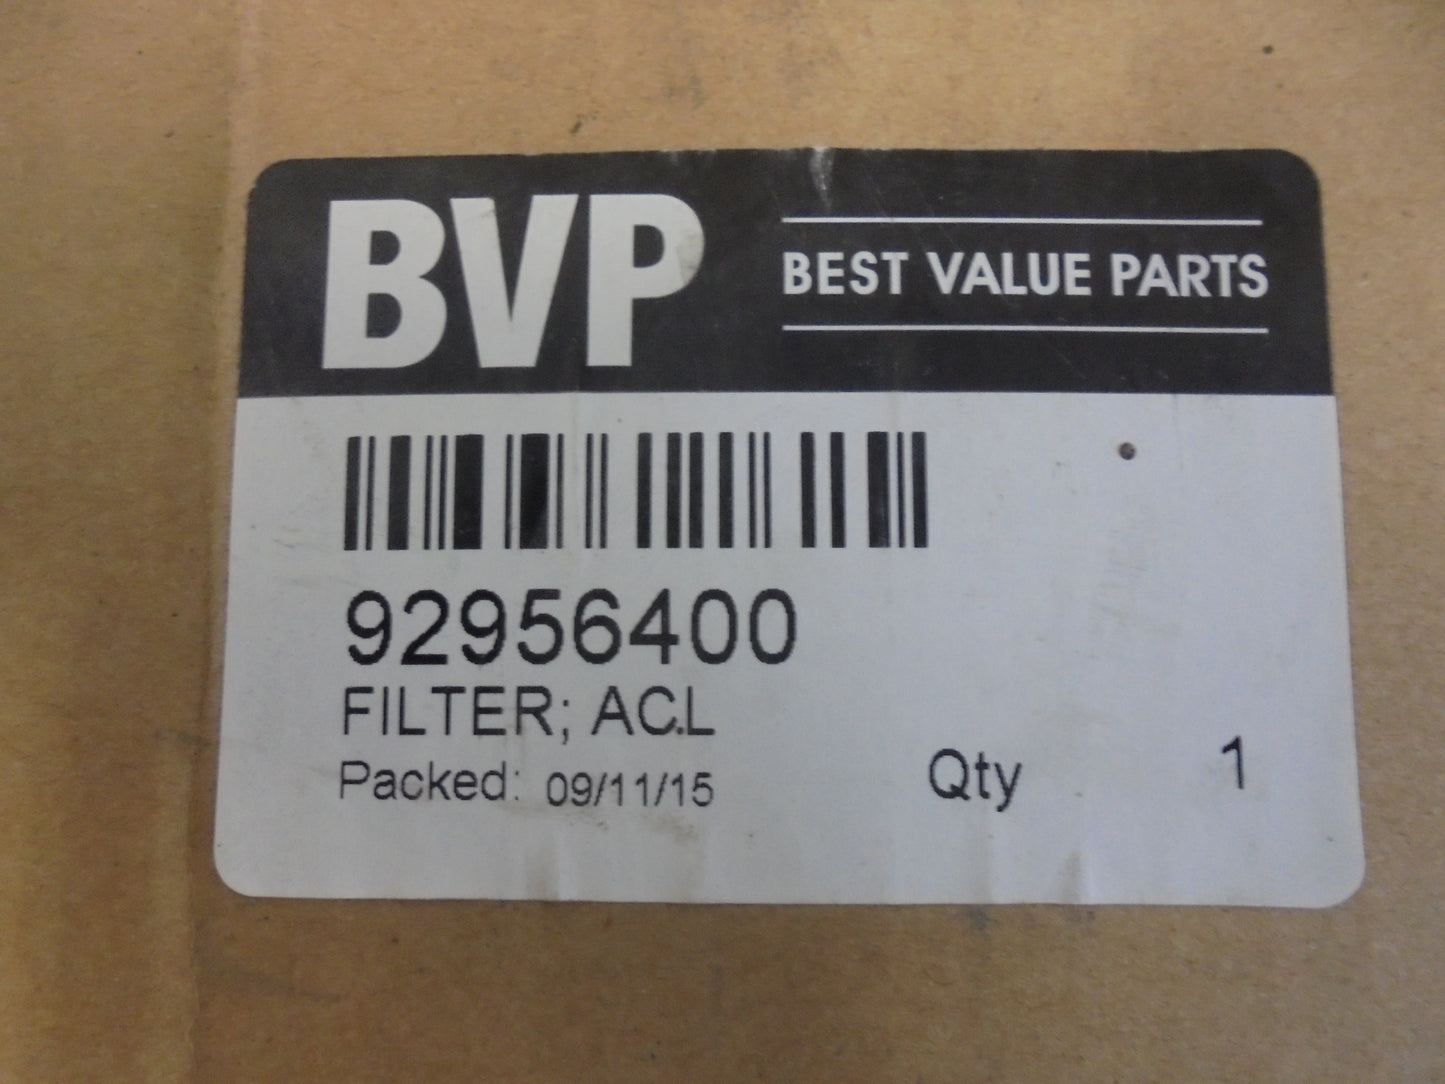 BVP
BEST VALUE PARTS
92956400
FILTER; AC.L
Packed: 09/11/15
Qty 1